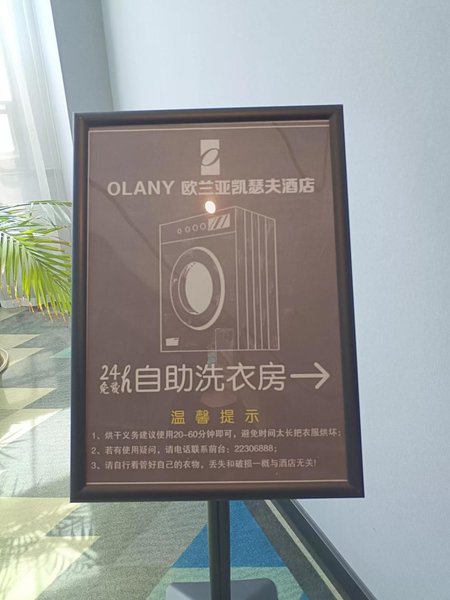 OLANY 欧兰亚凯瑟夫酒店
24h免费自助洗衣房→
温馨提示
1、烘干义务建议使用20-60分钟即可，避免时间太长把衣服烘坏；
2、若有使用疑问，请电话联系前台：22306888；
3、请自行看管好自己的衣物，丢失和破损一概与酒店无关!